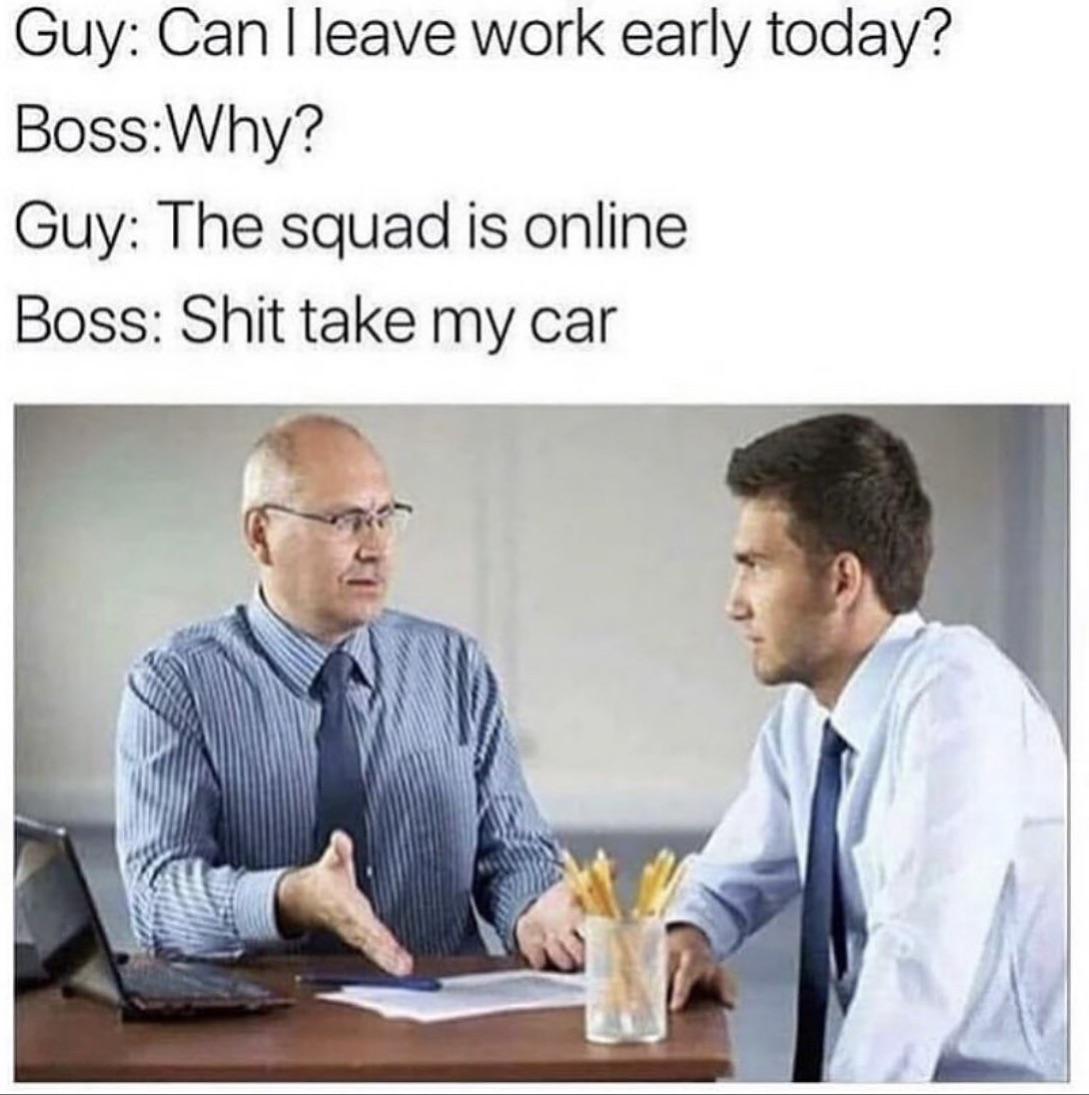 Guy: Can I leave work early today?
Boss:Why?
Guy: The squad is online
Boss: Shit take my car